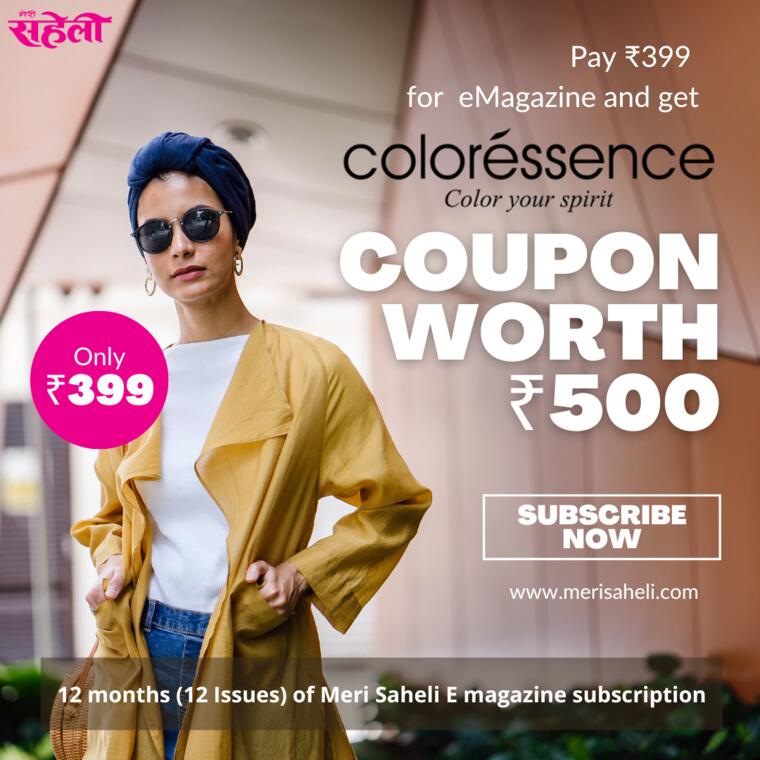 मेरी
सहेली
Pay ₹399
for eMagazine and get
coloréssence
Color your spirit
COUPON
WORTH
₹500
Only
₹399
SUBSCRIBE
NOW
www.merisaheli.com
12 months (12 Issues) of Meri Saheli E magazine subscription